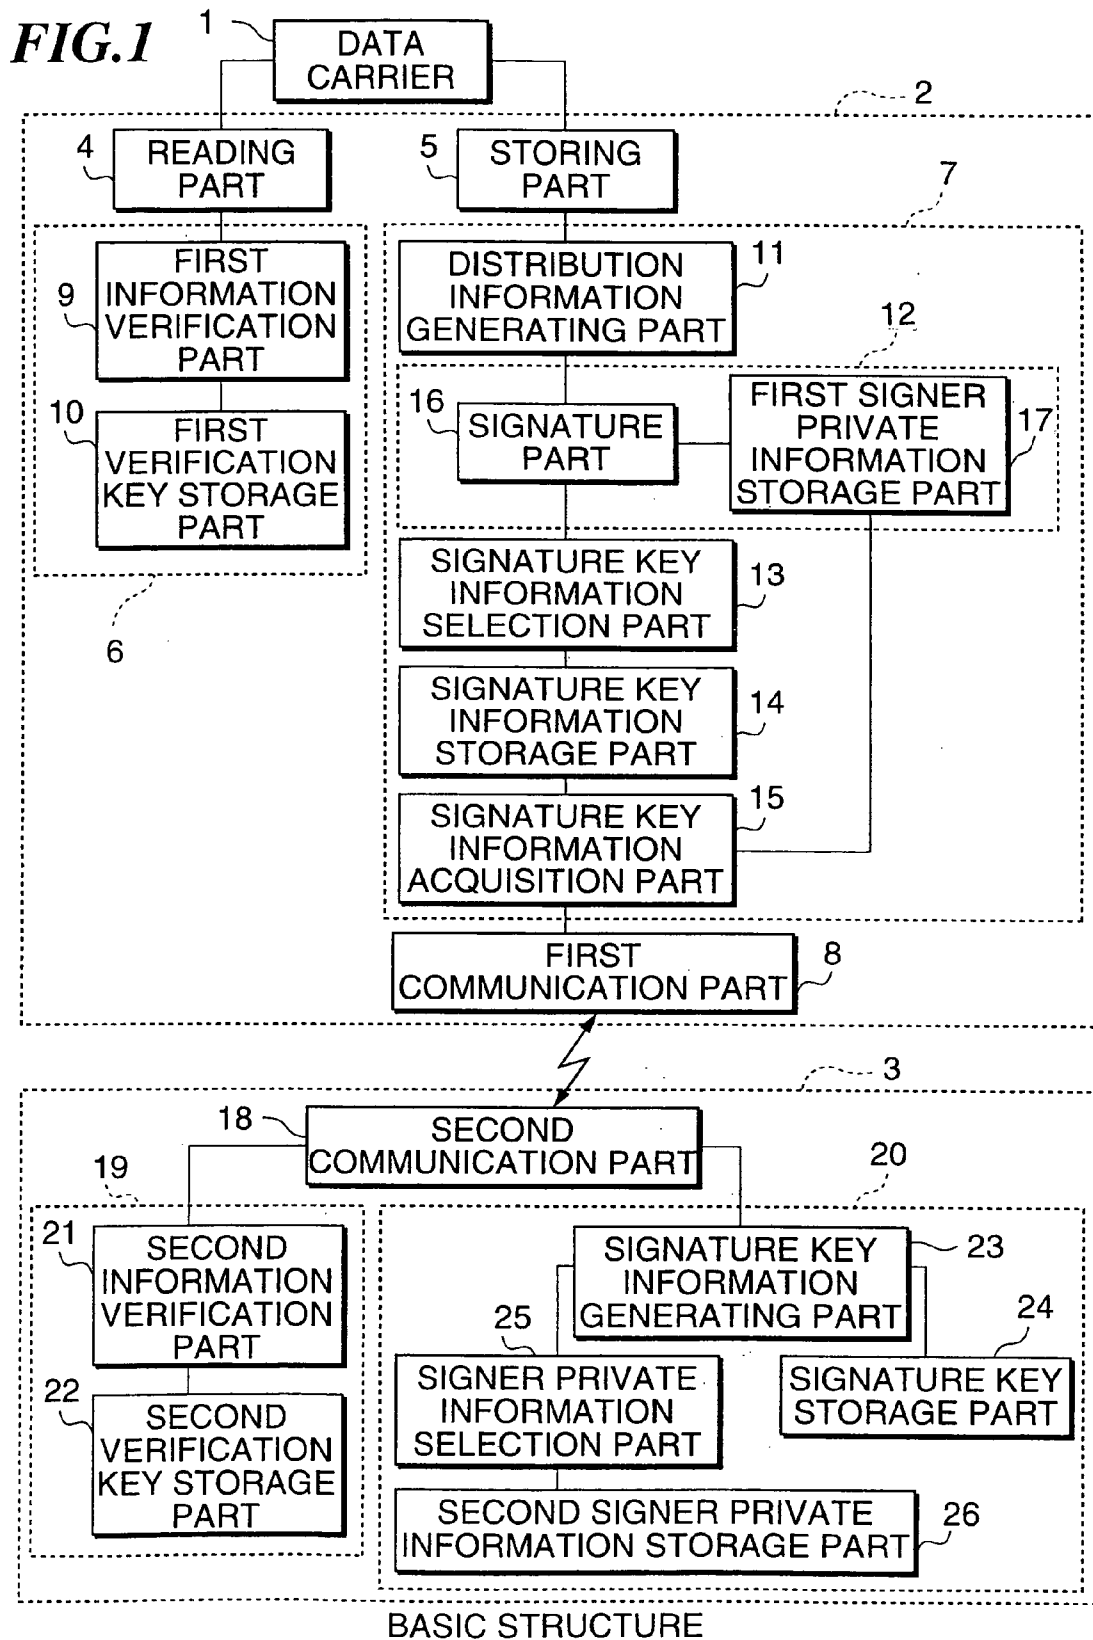 FIG.1
1
DATA
CARRIER
2
4
READING
PART
5
STORING
PART
7
9
FIRST
INFORMATION
VERIFICATION
PART
DISTRIBUTION
INFORMATION
GENERATING PART
11
12
10
FIRST
VERIFICATION
KEY STORAGE
PART
16
SIGNATURE
PART
FIRST SIGNER
PRIVATE
INFORMATION
STORAGE PART
17
6
SIGNATURE KEY
INFORMATION
SELECTION PART
13
SIGNATURE KEY
INFORMATION
STORAGE PART
14
SIGNATURE KEY
INFORMATION
ACQUISITION PART
15
FIRST
COMMUNICATION PART
8
3
18
SECOND
COMMUNICATION PART
19
20
21
SECOND
INFORMATION
VERIFICATION
PART
SIGNATURE KEY
INFORMATION
GENERATING PART
23
22
SECOND
VERIFICATION
KEY STORAGE
PART
25
SIGNER PRIVATE
INFORMATION
SELECTION PART
24
SIGNATURE KEY
STORAGE PART
SECOND SIGNER PRIVATE
INFORMATION STORAGE PART
26
BASIC STRUCTURE